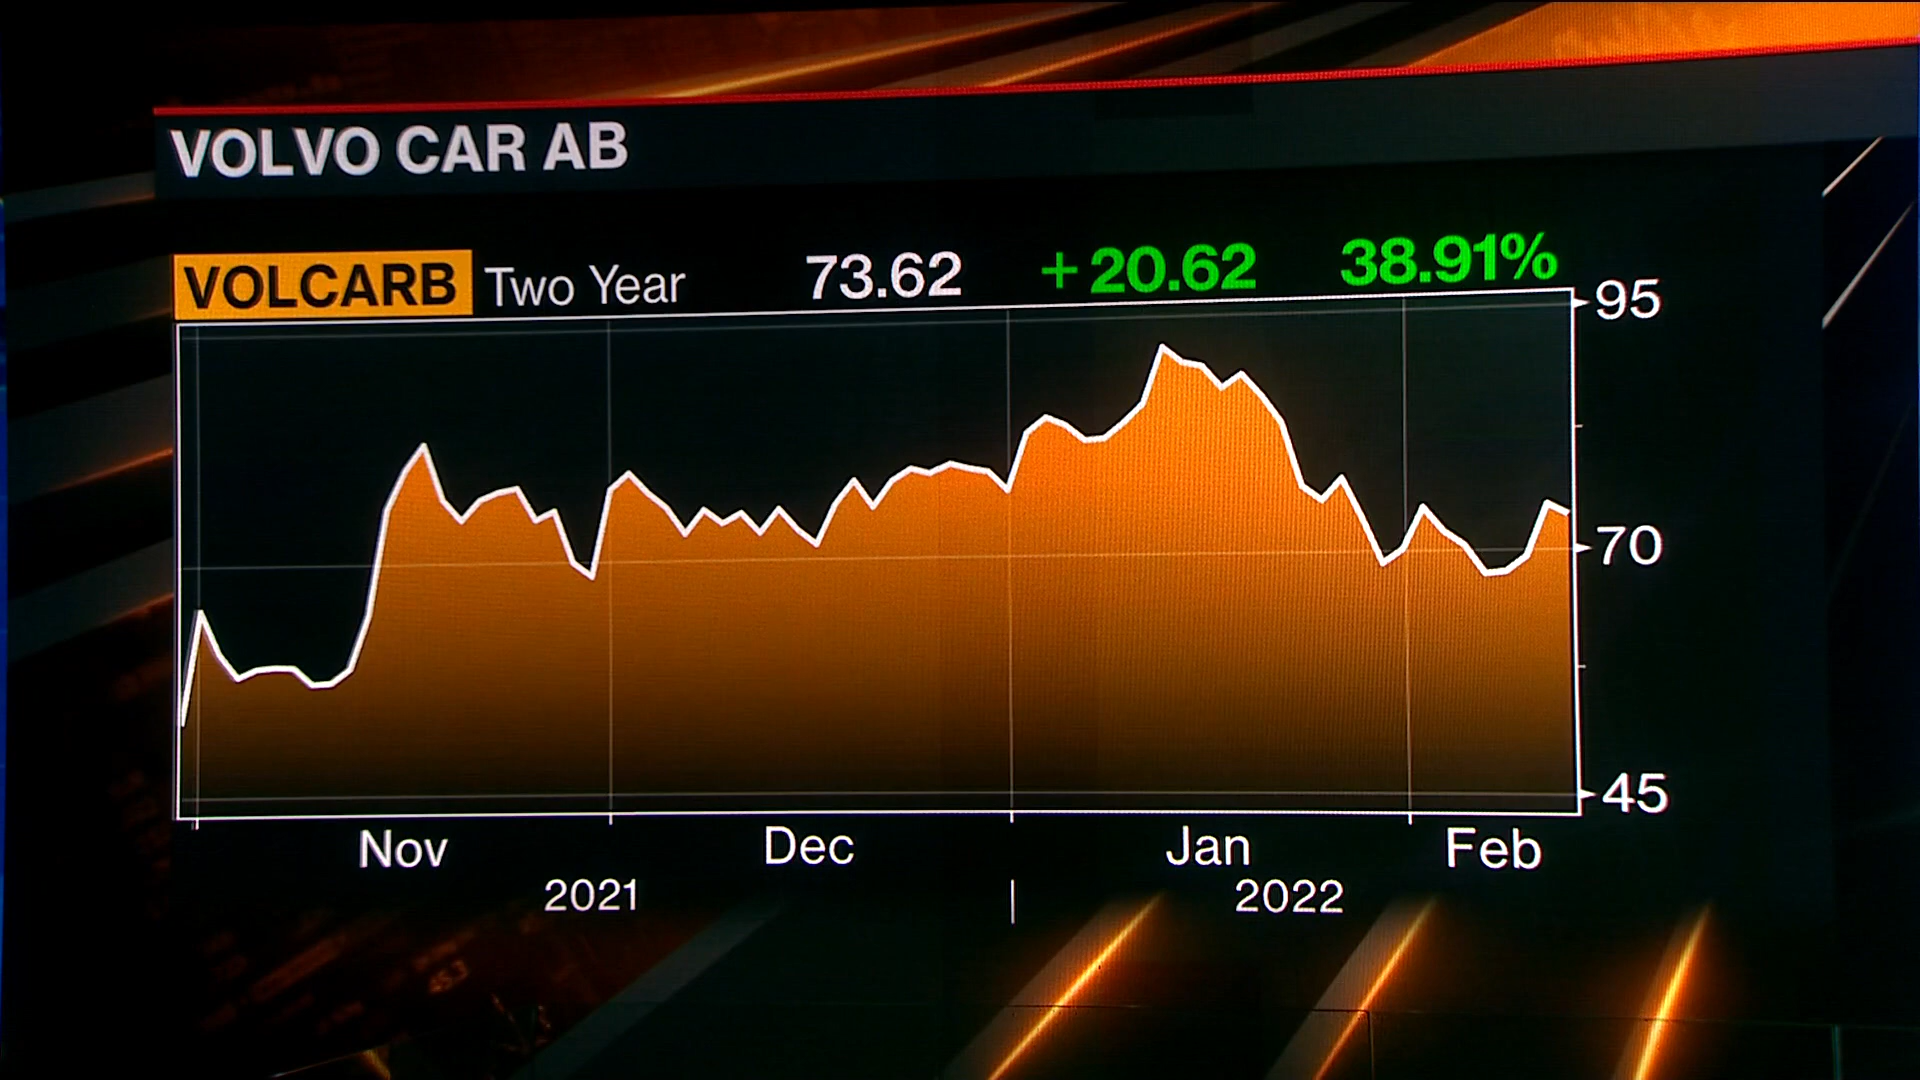 VOLVO CAR AB
VOLCARB Two Year 73.62 +20.62 38.91%
95
70
45
Nov Dec Jan Feb
2021 | 2022